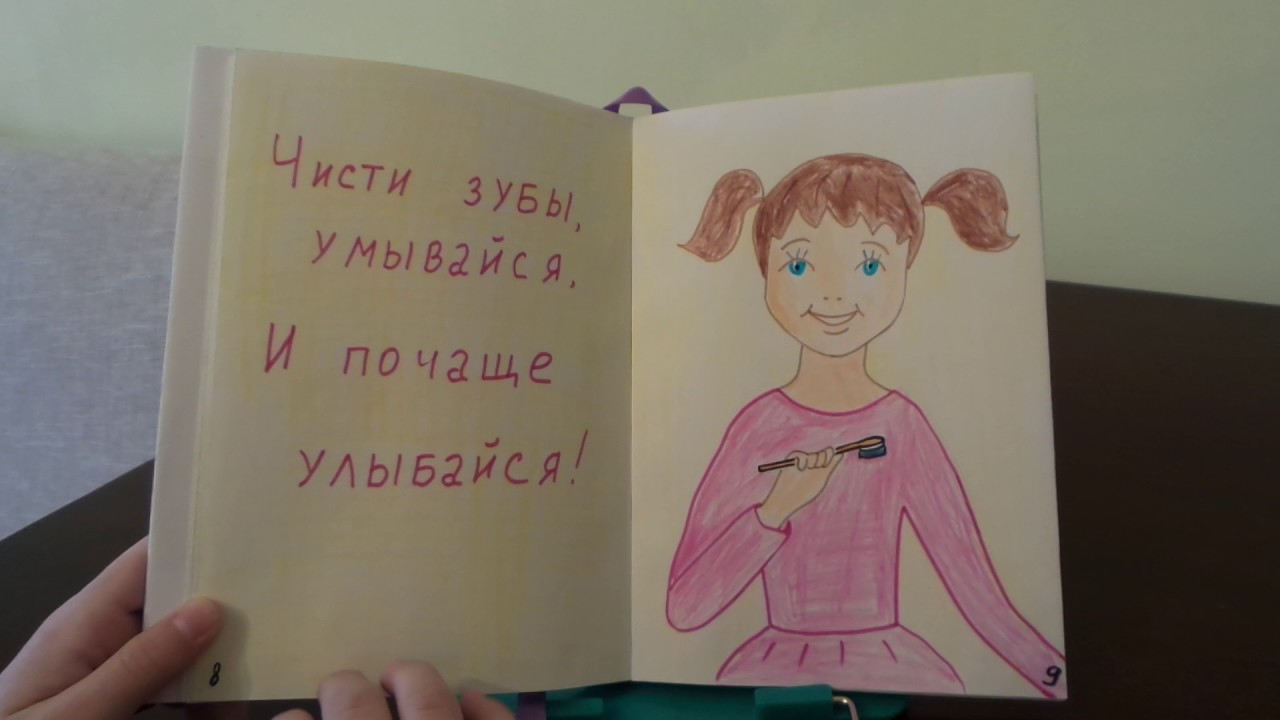 Чисти зубы,
умывайся,
И почаще
улыбайся!
8
9